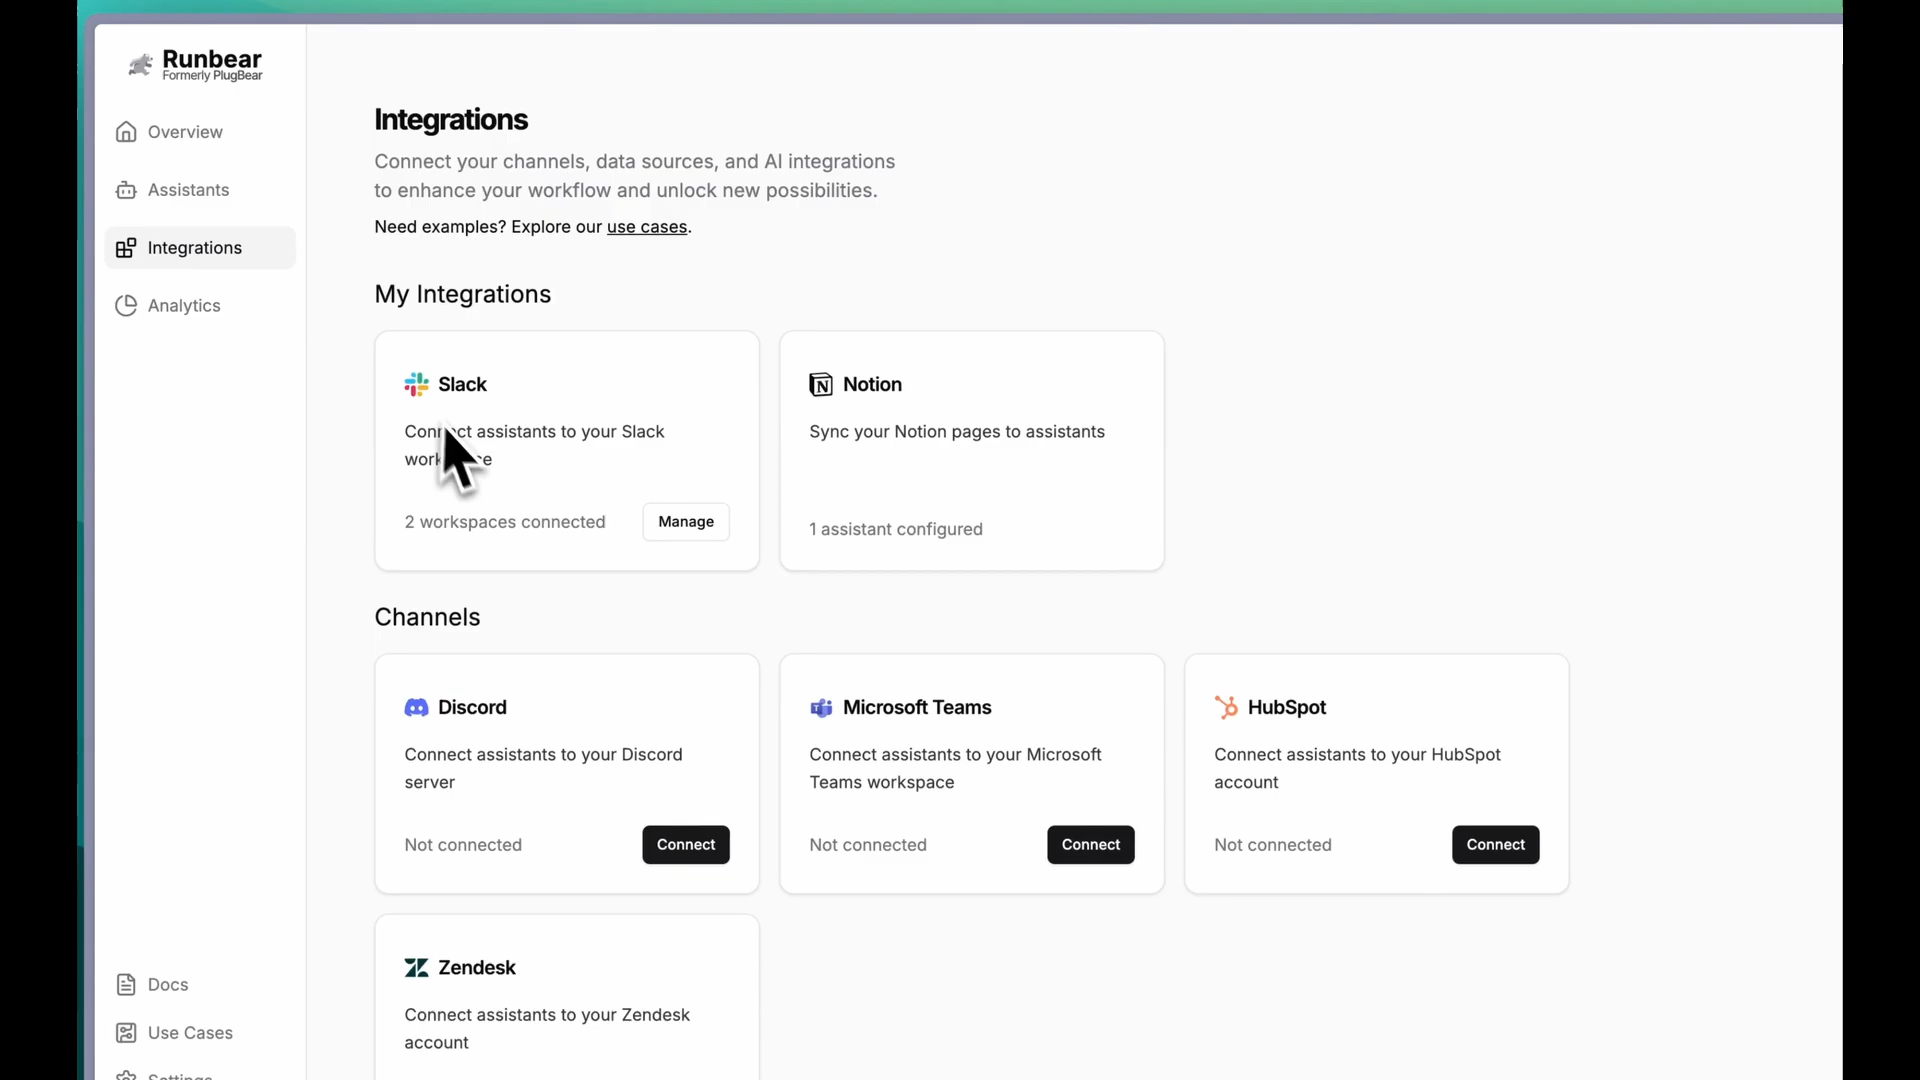 Runbear
Formerly PlugBear
Overview
Assistants
Integrations
Analytics
Docs
Use Cases
Settings
Integrations
Connect your channels, data sources, and AI integrations
to enhance your workflow and unlock new possibilities.
Need examples? Explore our use cases.
My Integrations
Slack
Connect assistants to your Slack
workspace
2 workspaces connected
Manage
Notion
Sync your Notion pages to assistants
1 assistant configured
Channels
Discord
Connect assistants to your Discord
server
Not connected
Connect
Microsoft Teams
Connect assistants to your Microsoft
Teams workspace
Not connected
Connect
HubSpot
Connect assistants to your HubSpot
account
Not connected
Connect
Zendesk
Connect assistants to your Zendesk
account